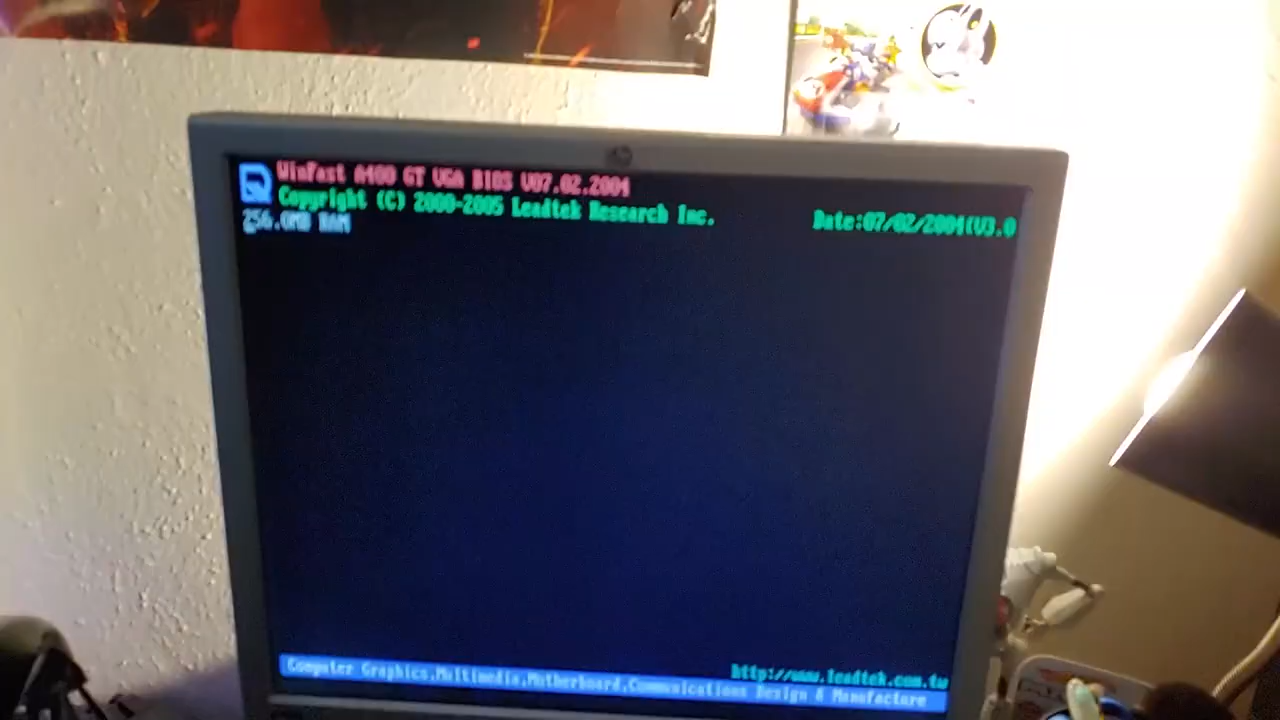 WinFast A400 GT VGA BIOS V07.02.2004
Copyright (C) 2000-2005 Leadtek Research Inc.
Date:07/02/2004(V3.0
256.0MB RAM
http://www.leadtek.com.tw
Computer Graphics,Multimedia,Motherboard,Communications Design & Manufacture